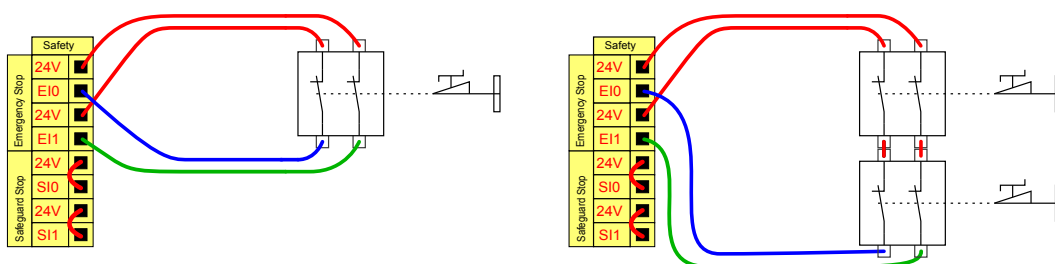 Safety
Emergency Stop
24V
EI0
24V
EI1
Safeguard Stop
24V
SI0
24V
SI1
Safety
Emergency Stop
24V
EI0
24V
EI1
Safeguard Stop
24V
SI0
24V
SI1